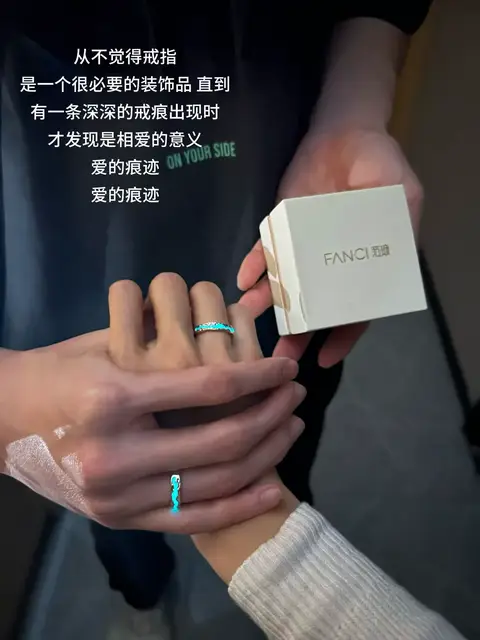 从不觉得戒指
是一个很必要的装饰品 直到
有一条深深的戒痕出现时
才发现是相爱的意义
爱的痕迹
爱的痕迹
ON YOUR SIDE
FANCI 范琦